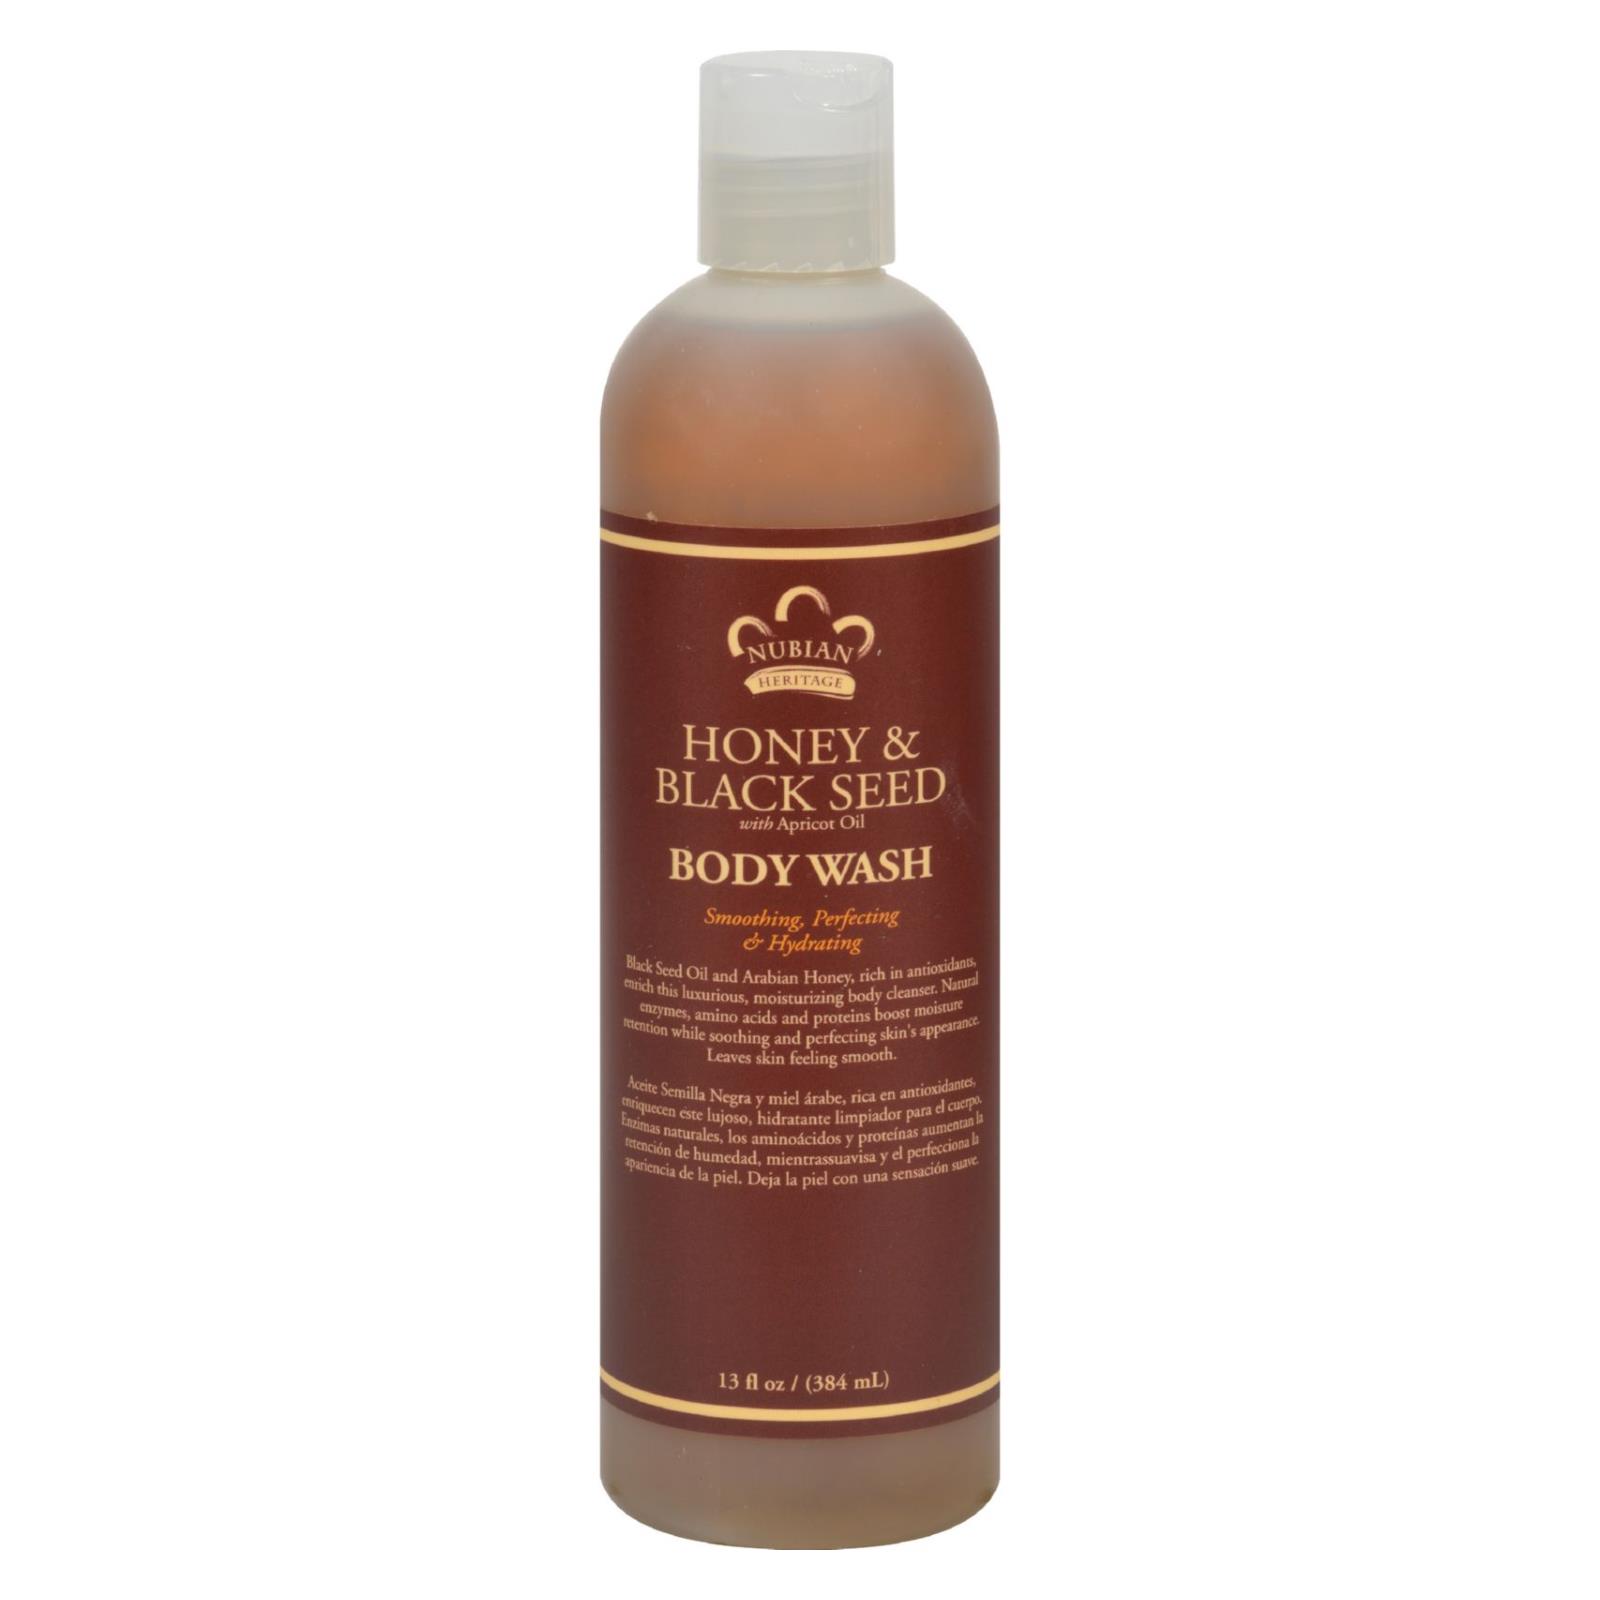 NUBIAN
HERITAGE
HONEY &
BLACK SEED
with Apricot Oil
BODY WASH
Smoothing, Perfecting
& Hydrating
Black Seed Oil and Arabian Honey, rich in antioxidants,
enrich this luxurious, moisturizing body cleanser. Natural
enzymes, amino acids and proteins boost moisture
retention while soothing and perfecting skin's appearance.
Leaves skin feeling smooth.
Aceite Semilla Negra y miel árabe, rica en antioxidantes,
enriquecen este lujoso, hidratante limpiador para el cuerpo.
Enzimas naturales, los aminoácidos y proteínas aumentan la
retención de humedad, mientrassuavisa y el perfecciona la
apariencia de la piel. Deja la piel con una sensación suave.
13 fl oz / (384 mL)